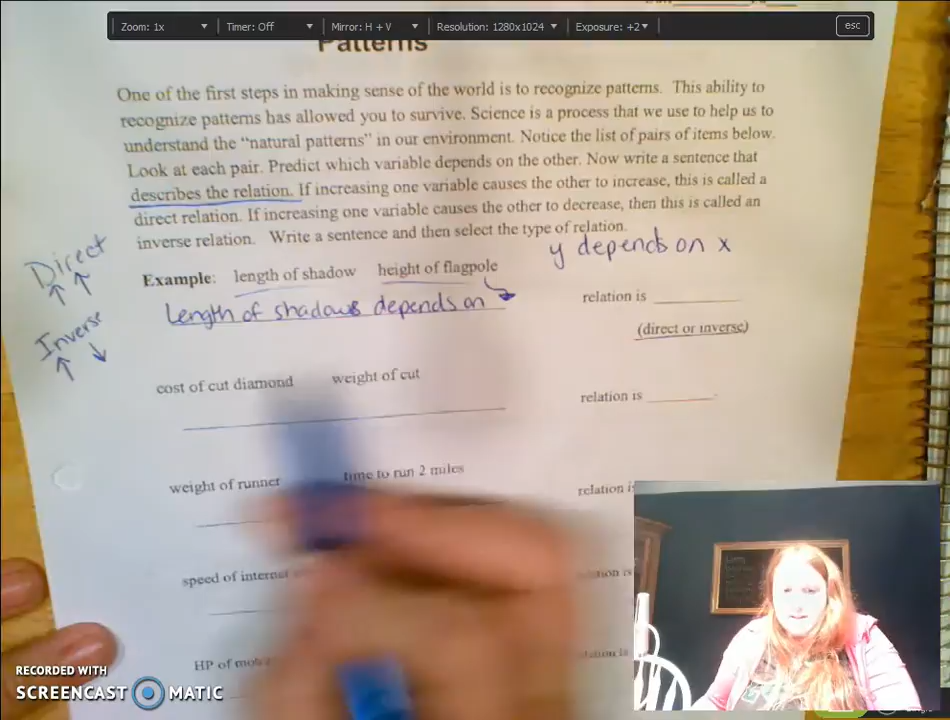 Zoom: 1x Timer: Off Mirror: H + V Resolution: 1280x1024 Exposure: +2 esc
Patterns
One of the first steps in making sense of the world is to recognize patterns. This ability to
recognize patterns has allowed you to survive. Science is a process that we use to help us to
understand the “natural patterns” in our environment. Notice the list of pairs of items below.
Look at each pair. Predict which variable depends on the other. Now write a sentence that
describes the relation. If increasing one variable causes the other to increase, this is called a
direct relation. If increasing one variable causes the other to decrease, then this is called an
inverse relation. Write a sentence and then select the type of relation.
y depends on x
Direct
↑ ↑
Example: length of shadow height of flagpole
Length of shadows depends on
relation is ________
(direct or inverse)
Inverse
↑ ↓
cost of cut diamond weight of cut
relation is ________.
weight of runner time to run 2 miles
relation
speed of internet
relation is
HP of
relation is
RECORDED WITH
SCREENCAST MATIC